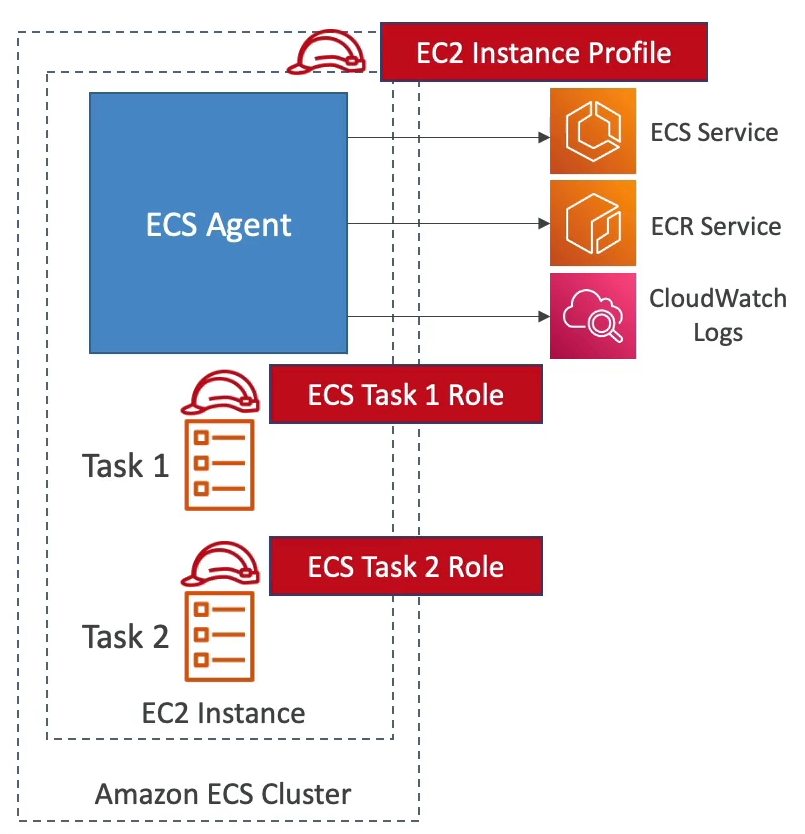 EC2 Instance Profile
ECS Agent
ECS Service
ECR Service
CloudWatch
Logs
ECS Task 1 Role
Task 1
ECS Task 2 Role
Task 2
EC2 Instance
Amazon ECS Cluster